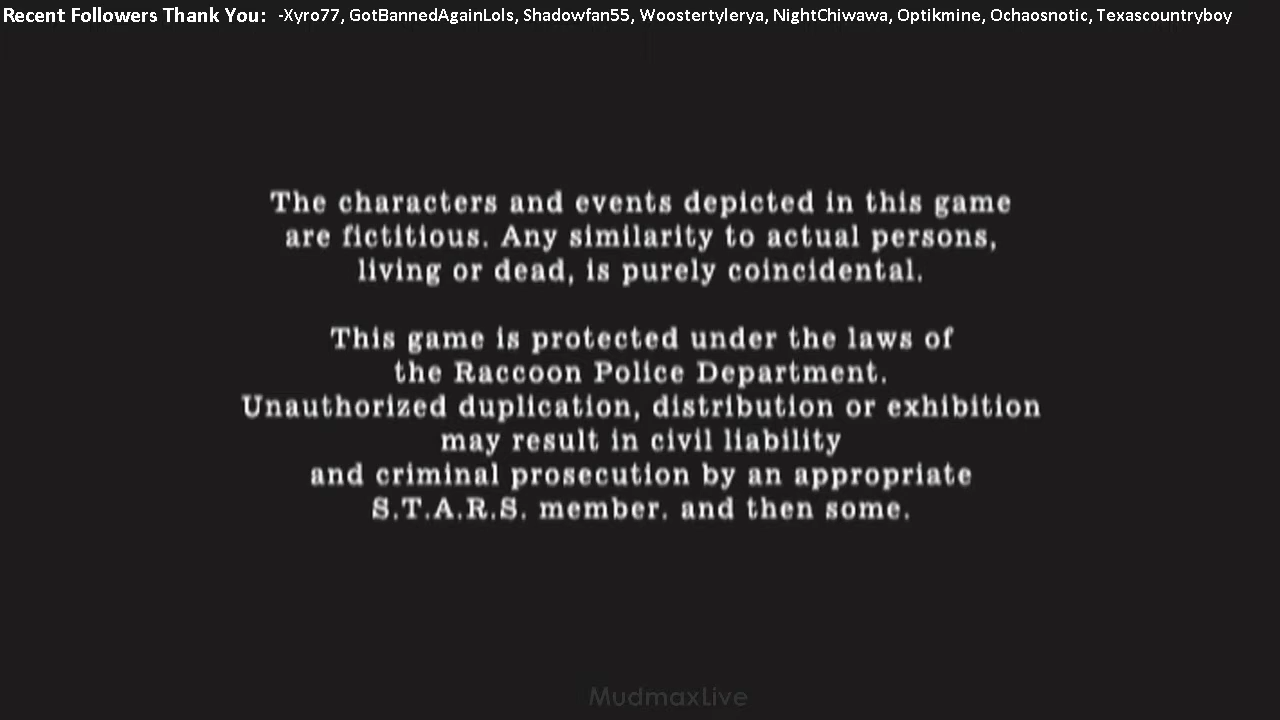 Recent Followers Thank You: -Xyro77, GotBannedAgainLols, Shadowfan55, Woostertylerya, NightChiwawa, Optikmine, Ochaosnotic, Texascountryboy
The characters and events depicted in this game
are fictitious. Any similarity to actual persons,
living or dead, is purely coincidental.
This game is protected under the laws of
the Raccoon Police Department.
Unauthorized duplication, distribution or exhibition
may result in civil liability
and criminal prosecution by an appropriate
S.T.A.R.S. member. and then some.
MudmaxLive